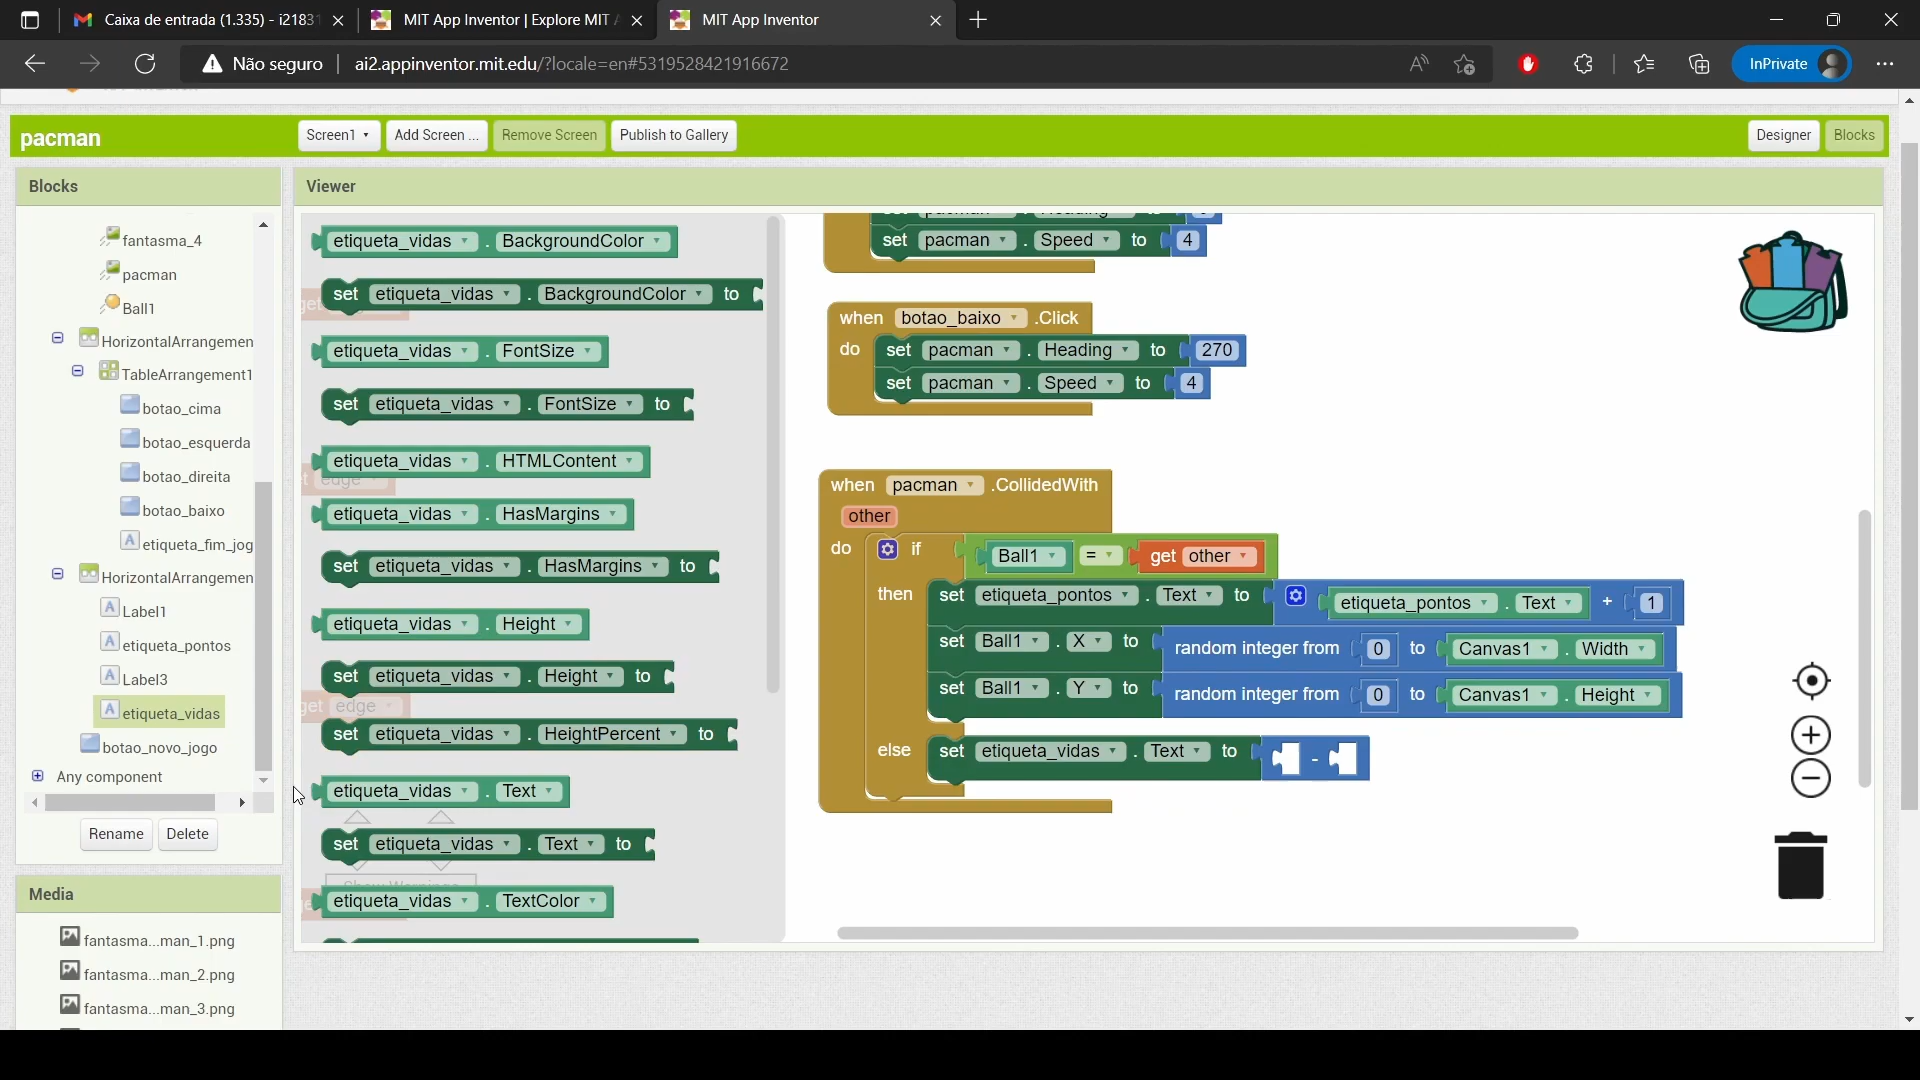 Caixa de entrada (1.335) - i2183
MIT App Inventor | Explore MIT A
MIT App Inventor
Não seguro
ai2.appinventor.mit.edu/?locale=en#5319528421916672
InPrivate
pacman
Screen1
Add Screen ...
Remove Screen
Publish to Gallery
Designer
Blocks
Blocks
Viewer
fantasma_4
pacman
Ball1
HorizontalArrangemen
TableArrangement1
botao_cima
botao_esquerda
botao_direita
botao_baixo
etiqueta_fim_jog
HorizontalArrangemen
Label1
etiqueta_pontos
Label3
etiqueta_vidas
botao_novo_jogo
Any component
Rename
Delete
Media
fantasma...man_1.png
fantasma...man_2.png
fantasma...man_3.png
etiqueta_vidas . BackgroundColor
set etiqueta_vidas . BackgroundColor to
etiqueta_vidas . FontSize
set etiqueta_vidas . FontSize to
etiqueta_vidas . HTMLContent
edge
etiqueta_vidas . HasMargins
set etiqueta_vidas . HasMargins to
etiqueta_vidas . Height
set etiqueta_vidas . Height to
get edge
set etiqueta_vidas . HeightPercent to
etiqueta_vidas . Text
set etiqueta_vidas . Text to
Show Warnings
etiqueta_vidas . TextColor
set pacman . Speed to 4
when botao_baixo .Click
do set pacman . Heading to 270
set pacman . Speed to 4
when pacman .CollidedWith
other
do if Ball1 = get other
then set etiqueta_pontos . Text to etiqueta_pontos . Text + 1
set Ball1 . X to random integer from 0 to Canvas1 . Width
set Ball1 . Y to random integer from 0 to Canvas1 . Height
else set etiqueta_vidas . Text to -